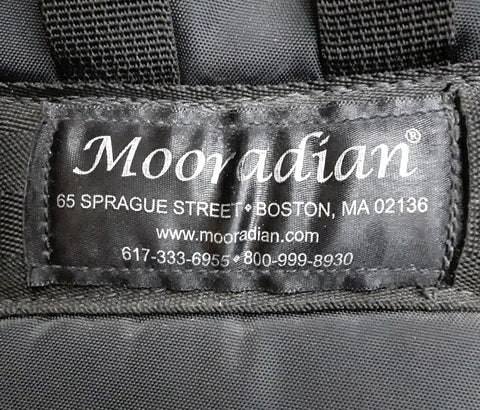 Mooradian®
65 SPRAGUE STREET • BOSTON, MA 02136
www.mooradian.com
617-333-6955 • 800-999-8930